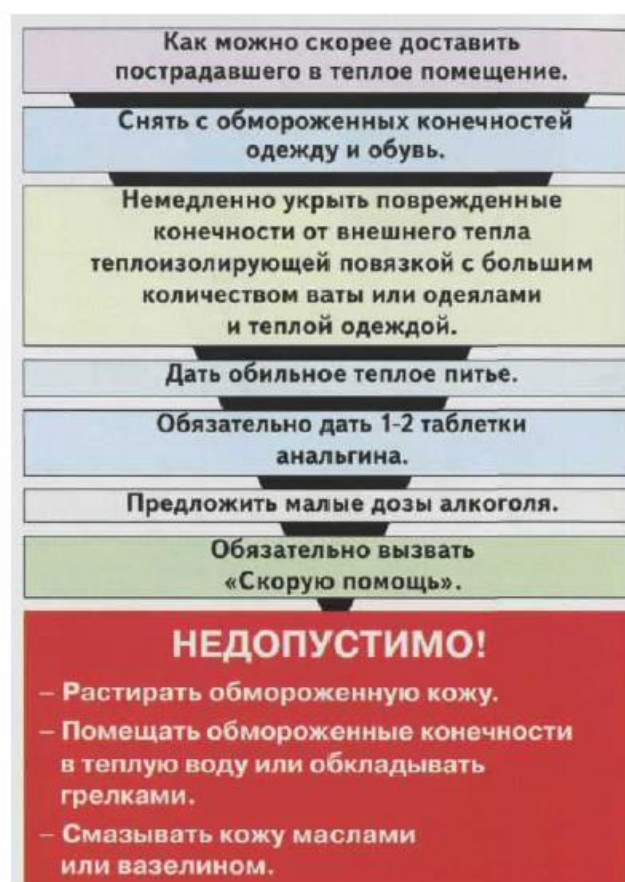 Как можно скорее доставить
пострадавшего в теплое помещение.
Снять с обмороженных конечностей
одежду и обувь.
Немедленно укрыть поврежденные
конечности от внешнего тепла
теплоизолирующей повязкой с большим
количеством ваты или одеялами
и теплой одеждой.
Дать обильное теплое питье.
Обязательно дать 1-2 таблетки
анальгина.
Предложить малые дозы алкоголя.
Обязательно вызвать
«Скорую помощь».
НЕДОПУСТИМО!
– Растирать обмороженную кожу.
– Помещать обмороженные конечности
в теплую воду или обкладывать
грелками.
– Смазывать кожу маслами
или вазелином.